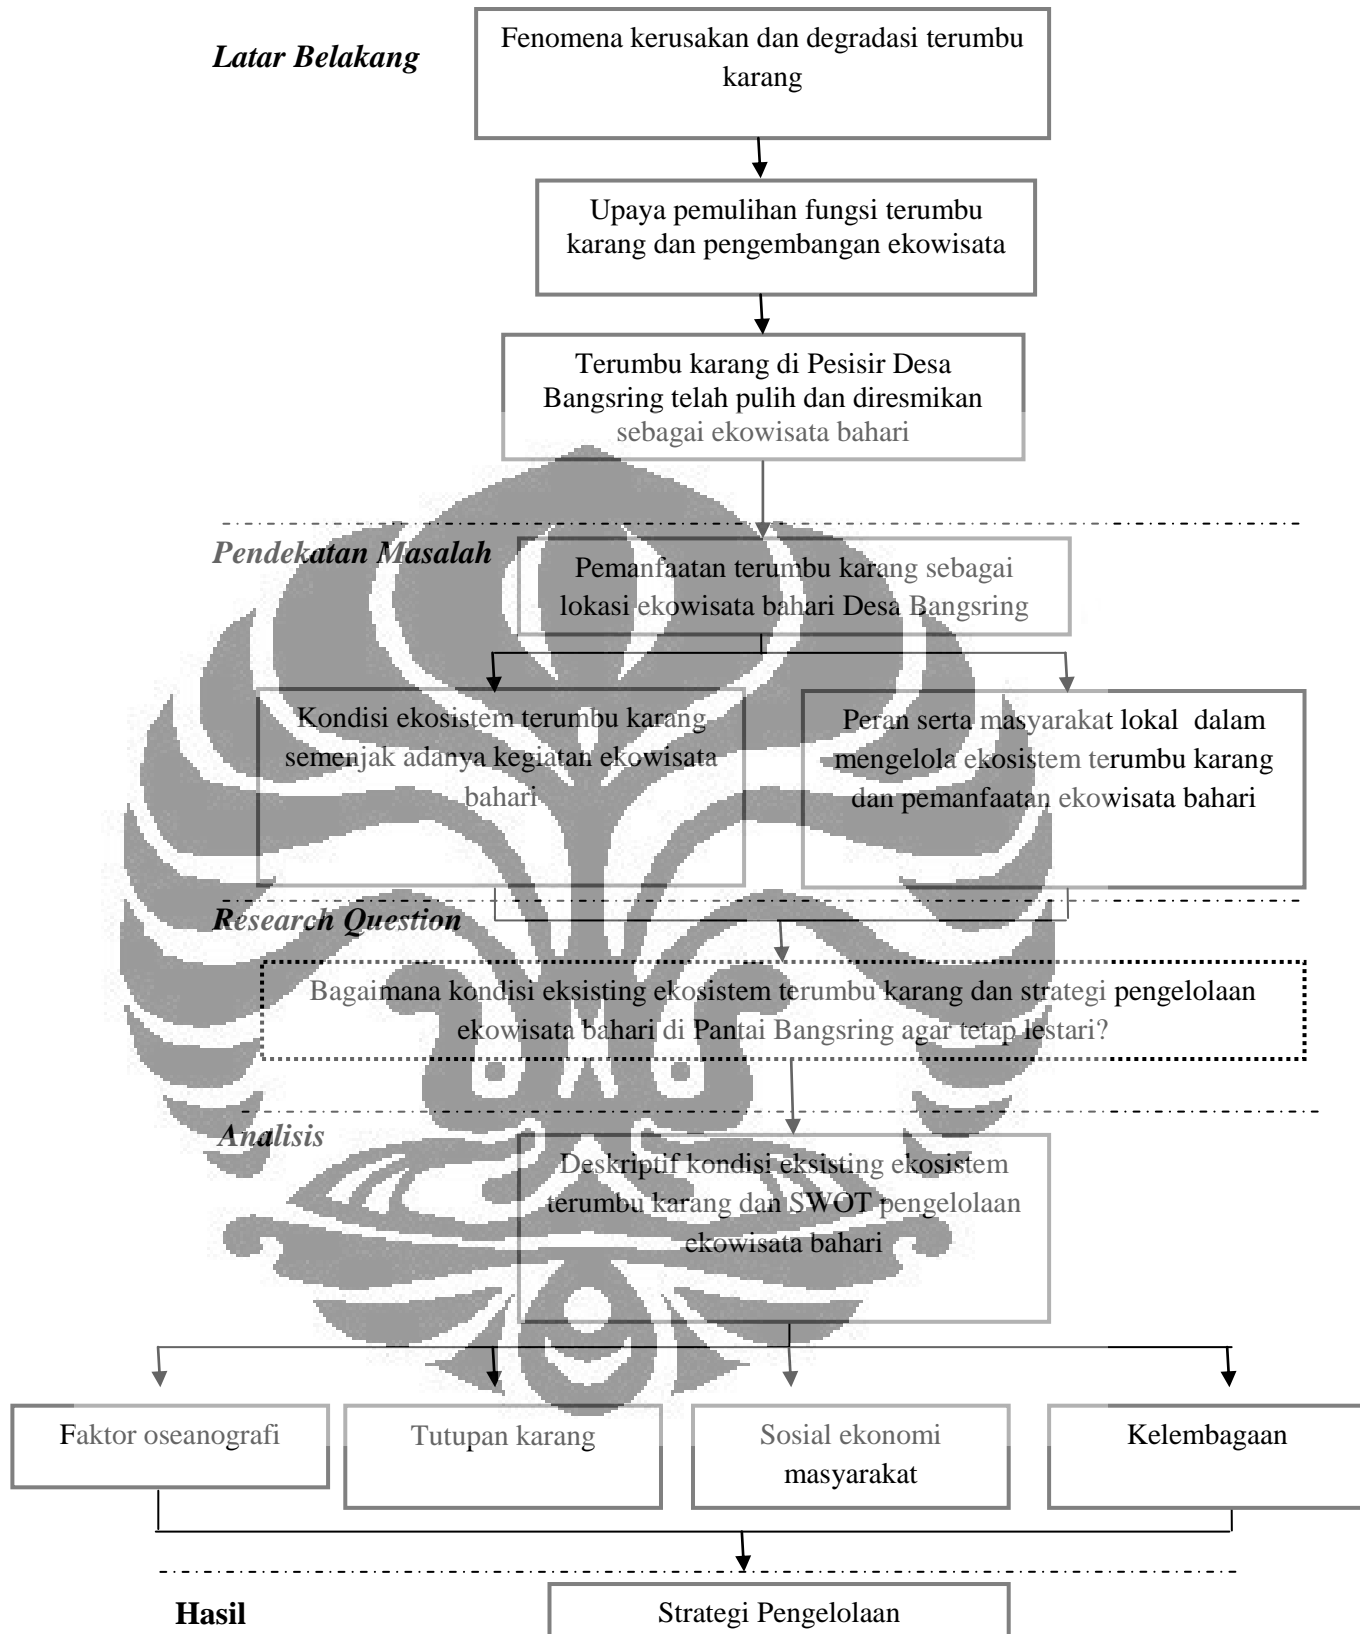 Latar Belakang
Fenomena kerusakan dan degradasi terumbu
karang
Upaya pemulihan fungsi terumbu
karang dan pengembangan ekowisata
Terumbu karang di Pesisir Desa
Bangsring telah pulih dan diresmikan
sebagai ekowisata bahari
Pendekatan Masalah
Pemanfaatan terumbu karang sebagai
lokasi ekowisata bahari Desa Bangsring
Kondisi ekosistem terumbu karang
semenjak adanya kegiatan ekowisata
bahari
Peran serta masyarakat lokal dalam
mengelola ekosistem terumbu karang
dan pemanfaatan ekowisata bahari
Research Question
Bagaimana kondisi eksisting ekosistem terumbu karang dan strategi pengelolaan
ekowisata bahari di Pantai Bangsring agar tetap lestari?
Analisis
Deskriptif kondisi eksisting ekosistem
terumbu karang dan SWOT pengelolaan
ekowisata bahari
Faktor oseanografi
Tutupan karang
Sosial ekonomi
masyarakat
Kelembagaan
Hasil
Strategi Pengelolaan